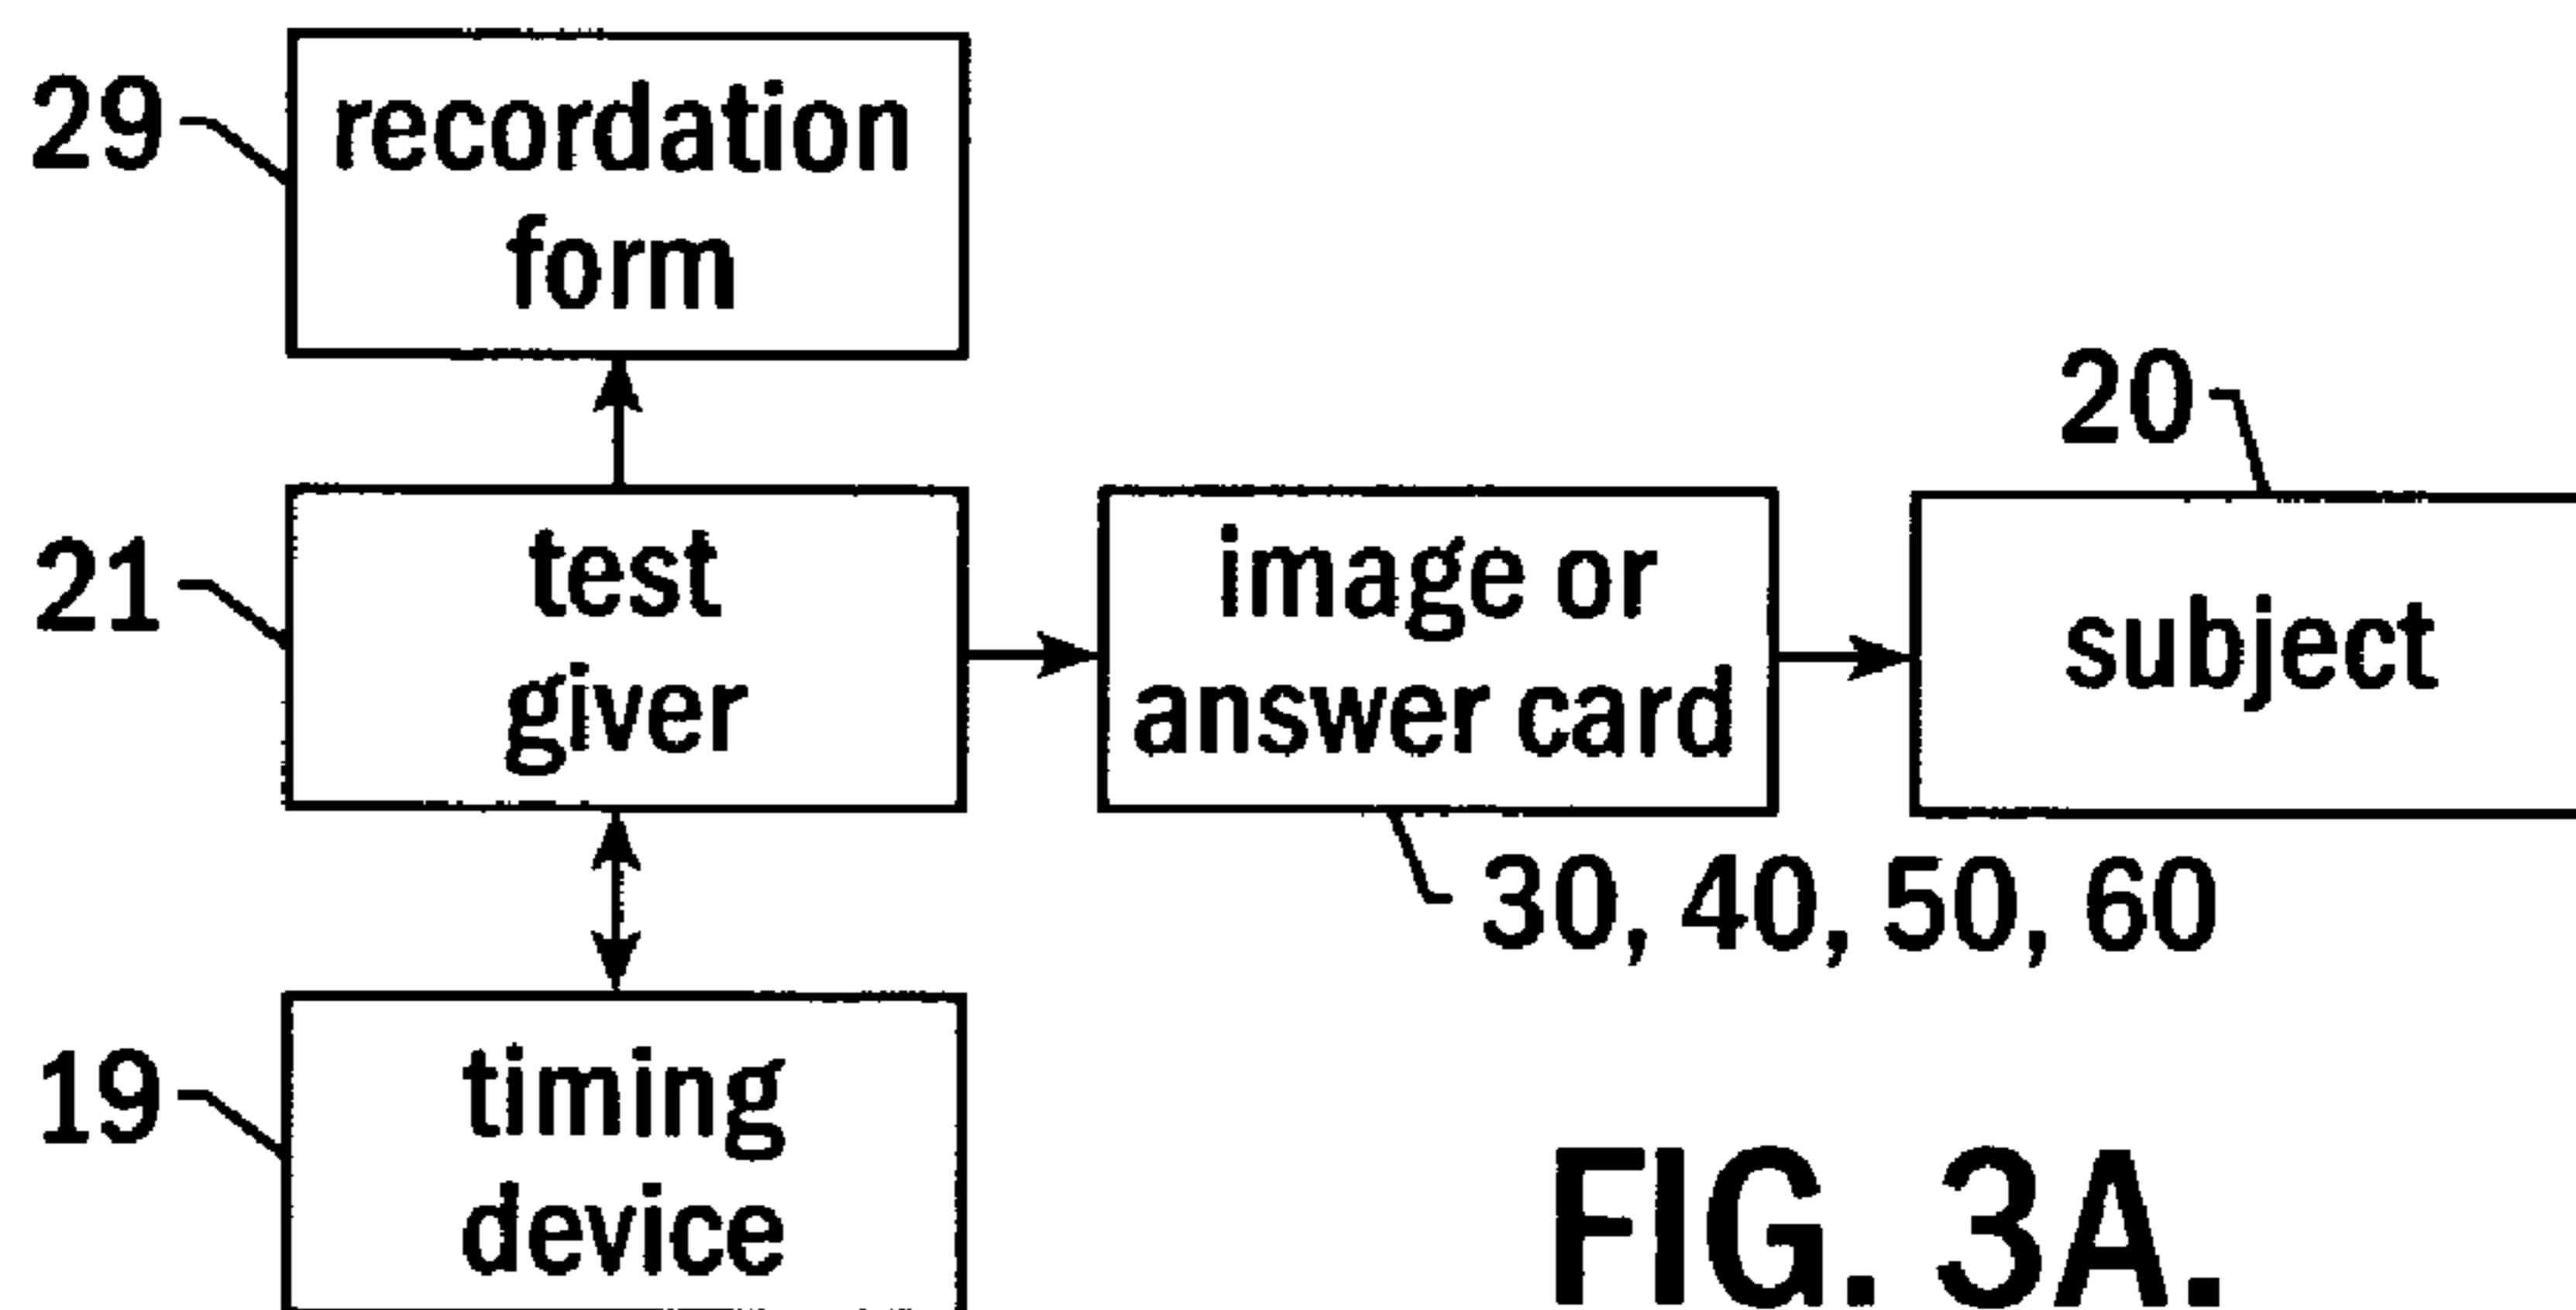 29
recordation
form
20
21
test
giver
image or
answer card
subject
30, 40, 50, 60
19
timing
device
FIG. 3A.